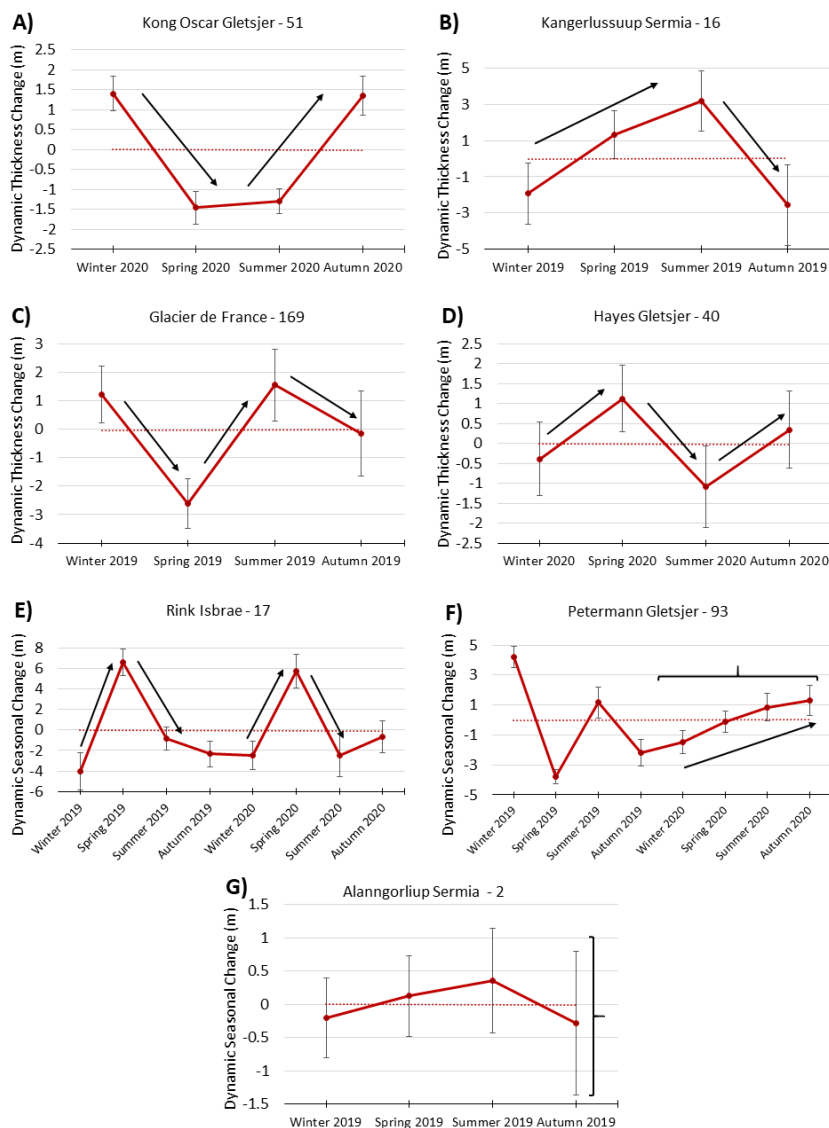 A)
Kong Oscar Gletsjer - 51
Dynamic Thickness Change (m)
2.5
2
1.5
1
0.5
0
-0.5
-1
-1.5
-2
-2.5
Winter 2020 Spring 2020 Summer 2020 Autumn 2020
B)
Kangerlussuup Sermia - 16
Dynamic Thickness Change (m)
5
3
1
-1
-3
-5
Winter 2019 Spring 2019 Summer 2019 Autumn 2019
C)
Glacier de France - 169
Dynamic Thickness Change (m)
3
2
1
0
-1
-2
-3
-4
Winter 2019 Spring 2019 Summer 2019 Autumn 2019
D)
Hayes Gletsjer - 40
Dynamic Thickness Change (m)
2.5
2
1.5
1
0.5
0
-0.5
-1
-1.5
-2
-2.5
Winter 2020 Spring 2020 Summer 2020 Autumn 2020
E)
Rink Isbrae - 17
Dynamic Seasonal Change (m)
8
6
4
2
0
-2
-4
-6
Winter 2019
Spring 2019
Summer 2019
Autumn 2019
Winter 2020
Spring 2020
Summer 2020
Autumn 2020
F)
Petermann Gletsjer - 93
Dynamic Seasonal Change (m)
5
3
1
-1
-3
-5
Winter 2019
Spring 2019
Summer 2019
Autumn 2019
Winter 2020
Spring 2020
Summer 2020
Autumn 2020
G)
Alanngorliup Sermia - 2
Dynamic Seasonal Change (m)
1.5
1
0.5
0
-0.5
-1
-1.5
Winter 2019 Spring 2019 Summer 2019 Autumn 2019